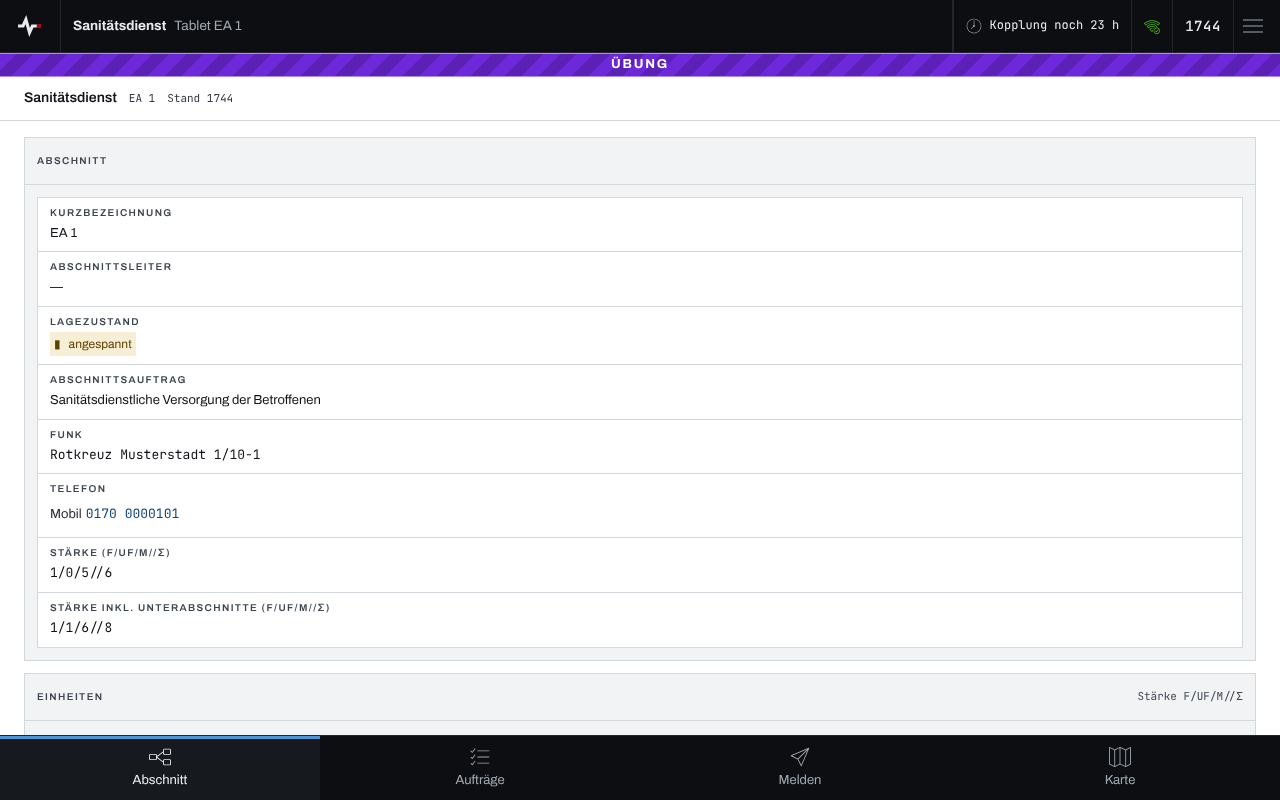 Sanitätsdienst Tablet EA 1
Kopplung noch 23 h
1744
ÜBUNG
Sanitätsdienst EA 1 Stand 1744
ABSCHNITT
KURZBEZEICHNUNG
EA 1
ABSCHNITTSLEITER
—
LAGEZUSTAND
angespannt
ABSCHNITTSAUFTRAG
Sanitätsdienstliche Versorgung der Betroffenen
FUNK
Rotkreuz Musterstadt 1/10-1
TELEFON
Mobil 0170 0000101
STÄRKE (F/UF/M//Σ)
1/0/5//6
STÄRKE INKL. UNTERABSCHNITTE (F/UF/M//Σ)
1/1/6//8
EINHEITEN
Stärke F/UF/M//Σ
Abschnitt
Aufträge
Melden
Karte